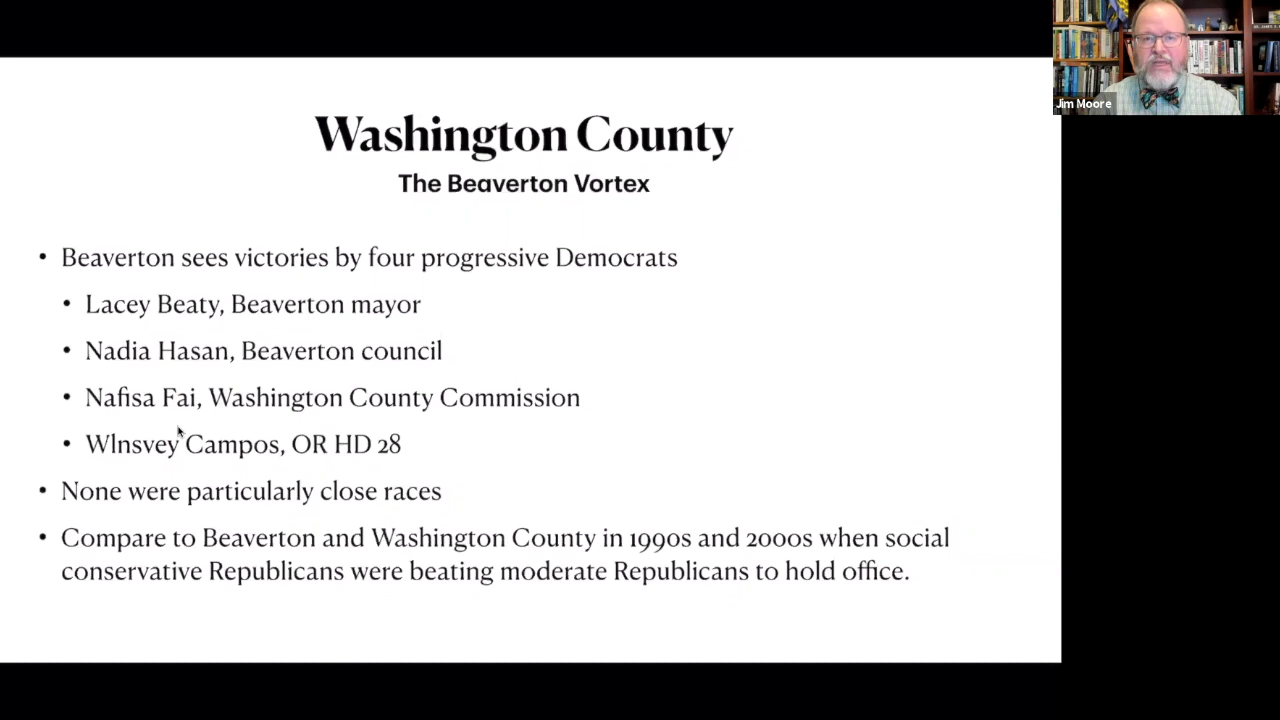 Washington County
The Beaverton Vortex
• Beaverton sees victories by four progressive Democrats
• Lacey Beaty, Beaverton mayor
• Nadia Hasan, Beaverton council
• Nafisa Fai, Washington County Commission
• Wlnsvey Campos, OR HD 28
• None were particularly close races
• Compare to Beaverton and Washington County in 1990s and 2000s when social
conservative Republicans were beating moderate Republicans to hold office.
Jim Moore